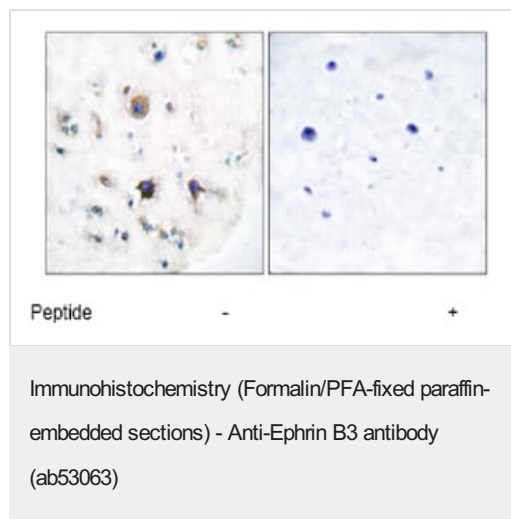 Peptide - +
Immunohistochemistry (Formalin/PFA-fixed paraffin-
embedded sections) - Anti-Ephrin B3 antibody
(ab53063)